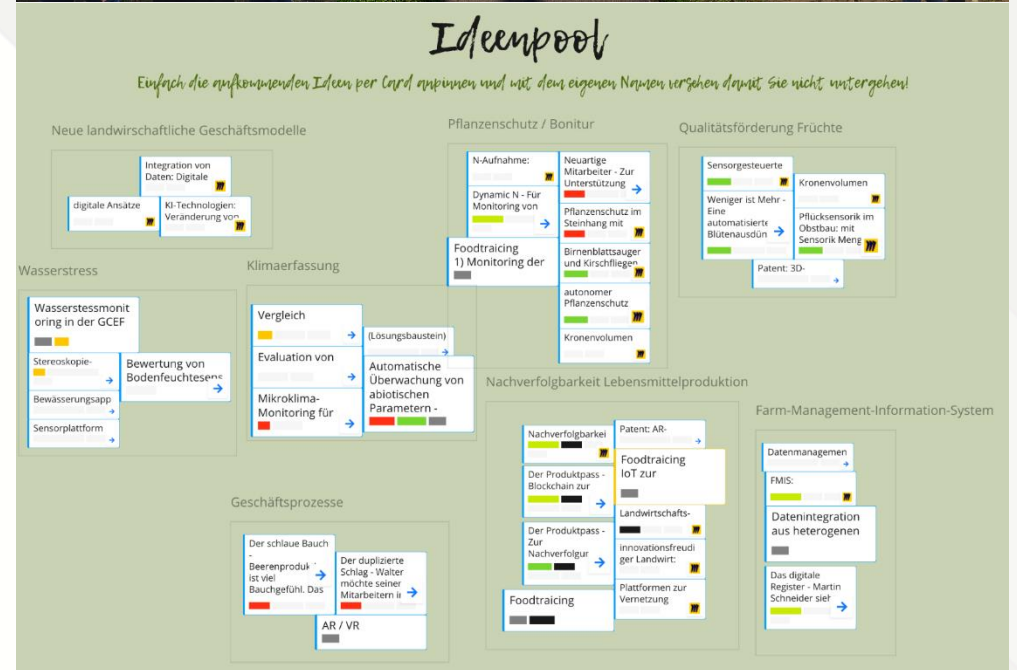 Ideenpool
Einfach die aufkommenden Ideen per Card anpinnen und mit dem eigenen Namen versehen damit Sie nicht untergehen!
Neue landwirschaftliche Geschäftsmodelle
Integration von
Daten: Digitale
digitale Ansätze
KI-Technologien:
Veränderung von
Pflanzenschutz / Bonitur
N-Aufnahme:
Dynamic N - Für
Monitoring von
Foodtraicing
1) Monitoring der
Neuartige
Mitarbeiter - Zur
Unterstützung
Pflanzenschutz im
Steinhang mit
Birnenblattsauger
und Kirschfliegen
autonomer
Pflanzenschutz
Kronenvolumen
Qualitätsförderung Früchte
Sensorgesteuerte
Weniger ist Mehr -
Eine
automatisierte
Blütenausdün
Kronenvolumen
Pflücksensorik im
Obstbau: mit
Sensorik Meng
Patent: 3D-
Wasserstress
Wasserstessmonit
oring in der GCEF
Stereoskopie-
Bewässerungsapp
Sensorplattform
Bewertung von
Bodenfeuchtesens
Klimaerfassung
Vergleich
Evaluation von
Mikroklima-
Monitoring für
(Lösungsbaustein)
Automatische
Überwachung von
abiotischen
Parametern -
Nachverfolgbarkeit Lebensmittelproduktion
Nachverfolgbarkei
Der Produktpass -
Blockchain zur
Der Produktpass -
Zur
Nachverfolgur
Foodtraicing
Patent: AR-
Foodtraicing
IoT zur
Landwirtschafts-
innovationsfreudi
ger Landwirt:
Plattformen zur
Vernetzung
Farm-Management-Information-System
Datenmanagemen
FMIS:
Datenintegration
aus heterogenen
Das digitale
Register - Martin
Schneider sieh
Geschäftsprozesse
Der schlaue Bauch
-
Beerenproduk
ist viel
Bauchgefühl. Das
Der duplizierte
Schlag - Walter
möchte seiner
Mitarbeitern i
AR / VR